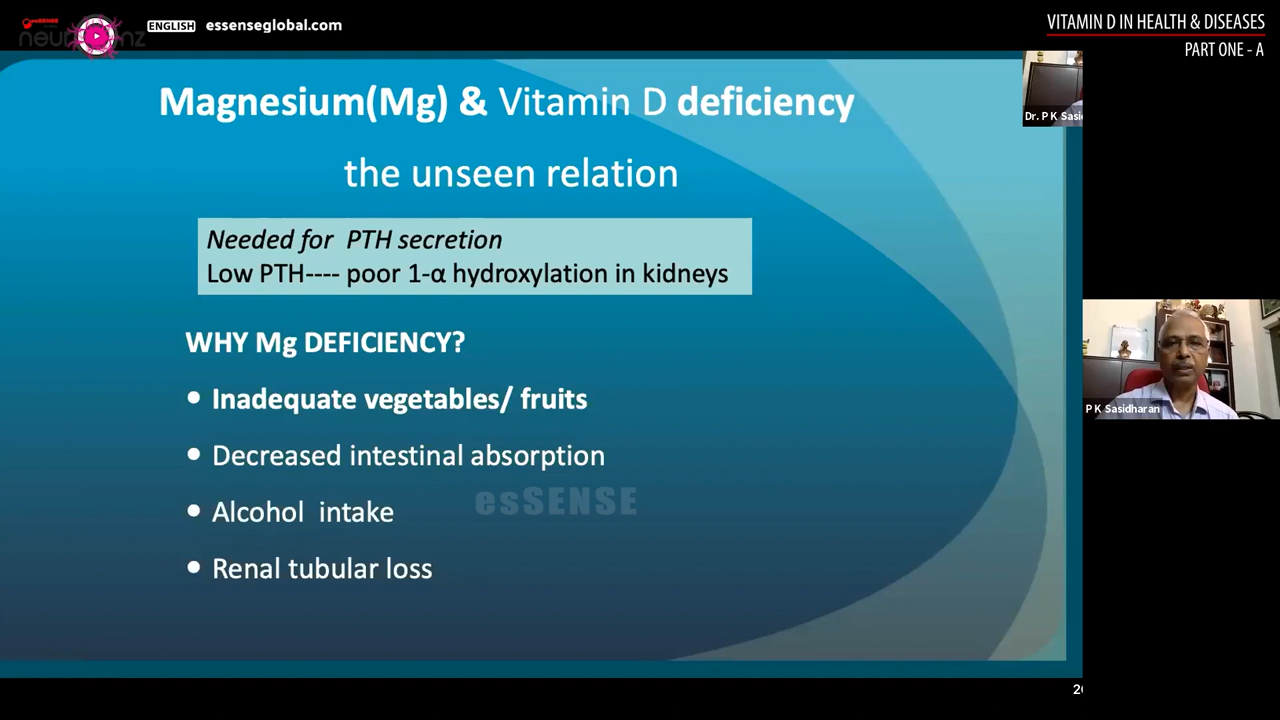 neuronz
ENGLISH essenseglobal.com
VITAMIN D IN HEALTH & DISEASES
PART ONE - A
Magnesium(Mg) & Vitamin D deficiency
the unseen relation
Needed for PTH secretion
Low PTH---- poor 1-α hydroxylation in kidneys
WHY Mg DEFICIENCY?
• Inadequate vegetables/ fruits
• Decreased intestinal absorption
• Alcohol intake
• Renal tubular loss
esSENSE
Dr. P K Sasi
P K Sasidharan